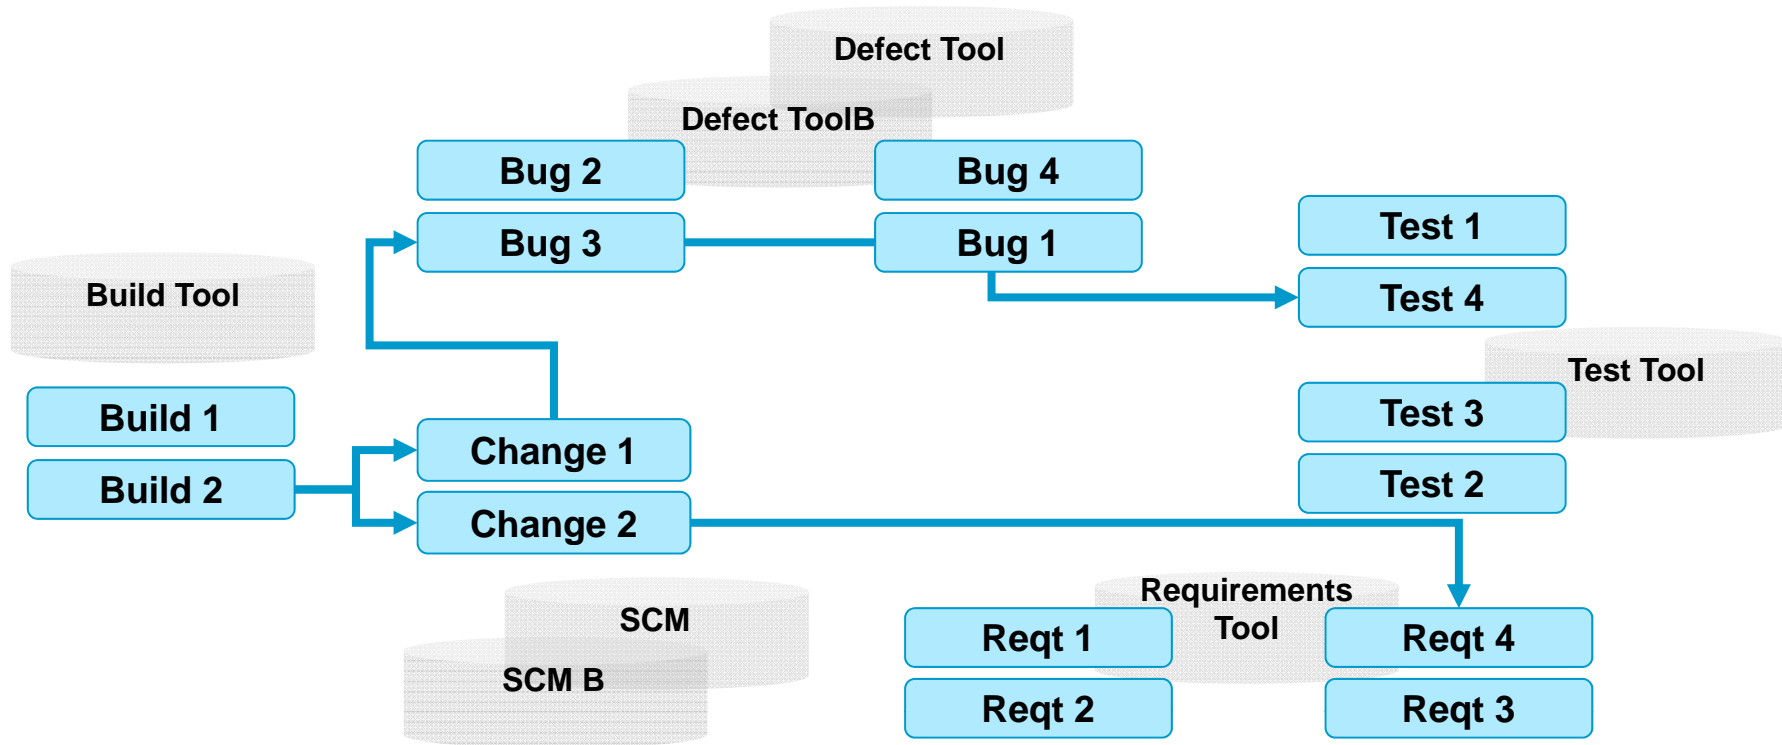 Defect Tool
Defect ToolB
Bug 2
Bug 4
Bug 3
Bug 1
Test 1
Test 4
Build Tool
Test Tool
Build 1
Build 2
Change 1
Change 2
Test 3
Test 2
SCM
SCM B
Requirements
Tool
Reqt 1
Reqt 4
Reqt 2
Reqt 3